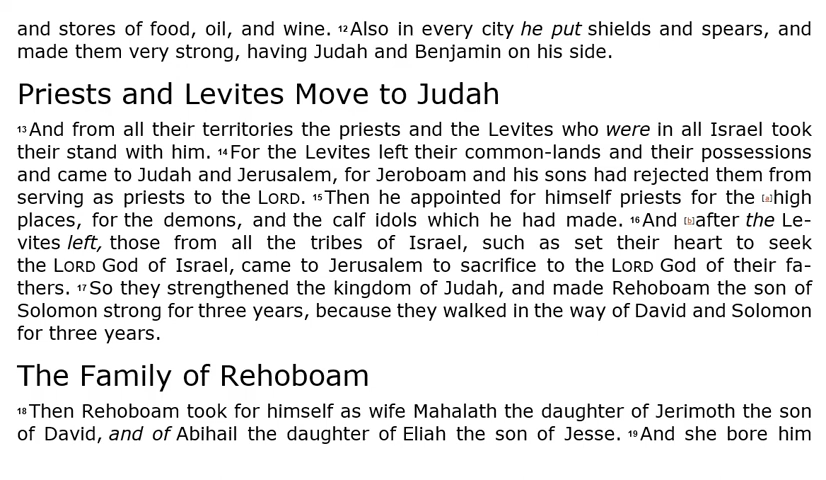 and stores of food, oil, and wine. 12 Also in every city he put shields and spears, and
made them very strong, having Judah and Benjamin on his side.
Priests and Levites Move to Judah
13 And from all their territories the priests and the Levites who were in all Israel took
their stand with him. 14 For the Levites left their common-lands and their possessions
and came to Judah and Jerusalem, for Jeroboam and his sons had rejected them from
serving as priests to the LORD. 15 Then he appointed for himself priests for the [a]high
places, for the demons, and the calf idols which he had made. 16 And [b]after the Le-
vites left, those from all the tribes of Israel, such as set their heart to seek
the LORD God of Israel, came to Jerusalem to sacrifice to the LORD God of their fa-
thers. 17 So they strengthened the kingdom of Judah, and made Rehoboam the son of
Solomon strong for three years, because they walked in the way of David and Solomon
for three years.
The Family of Rehoboam
18 Then Rehoboam took for himself as wife Mahalath the daughter of Jerimoth the son
of David, and of Abihail the daughter of Eliah the son of Jesse. 19 And she bore him